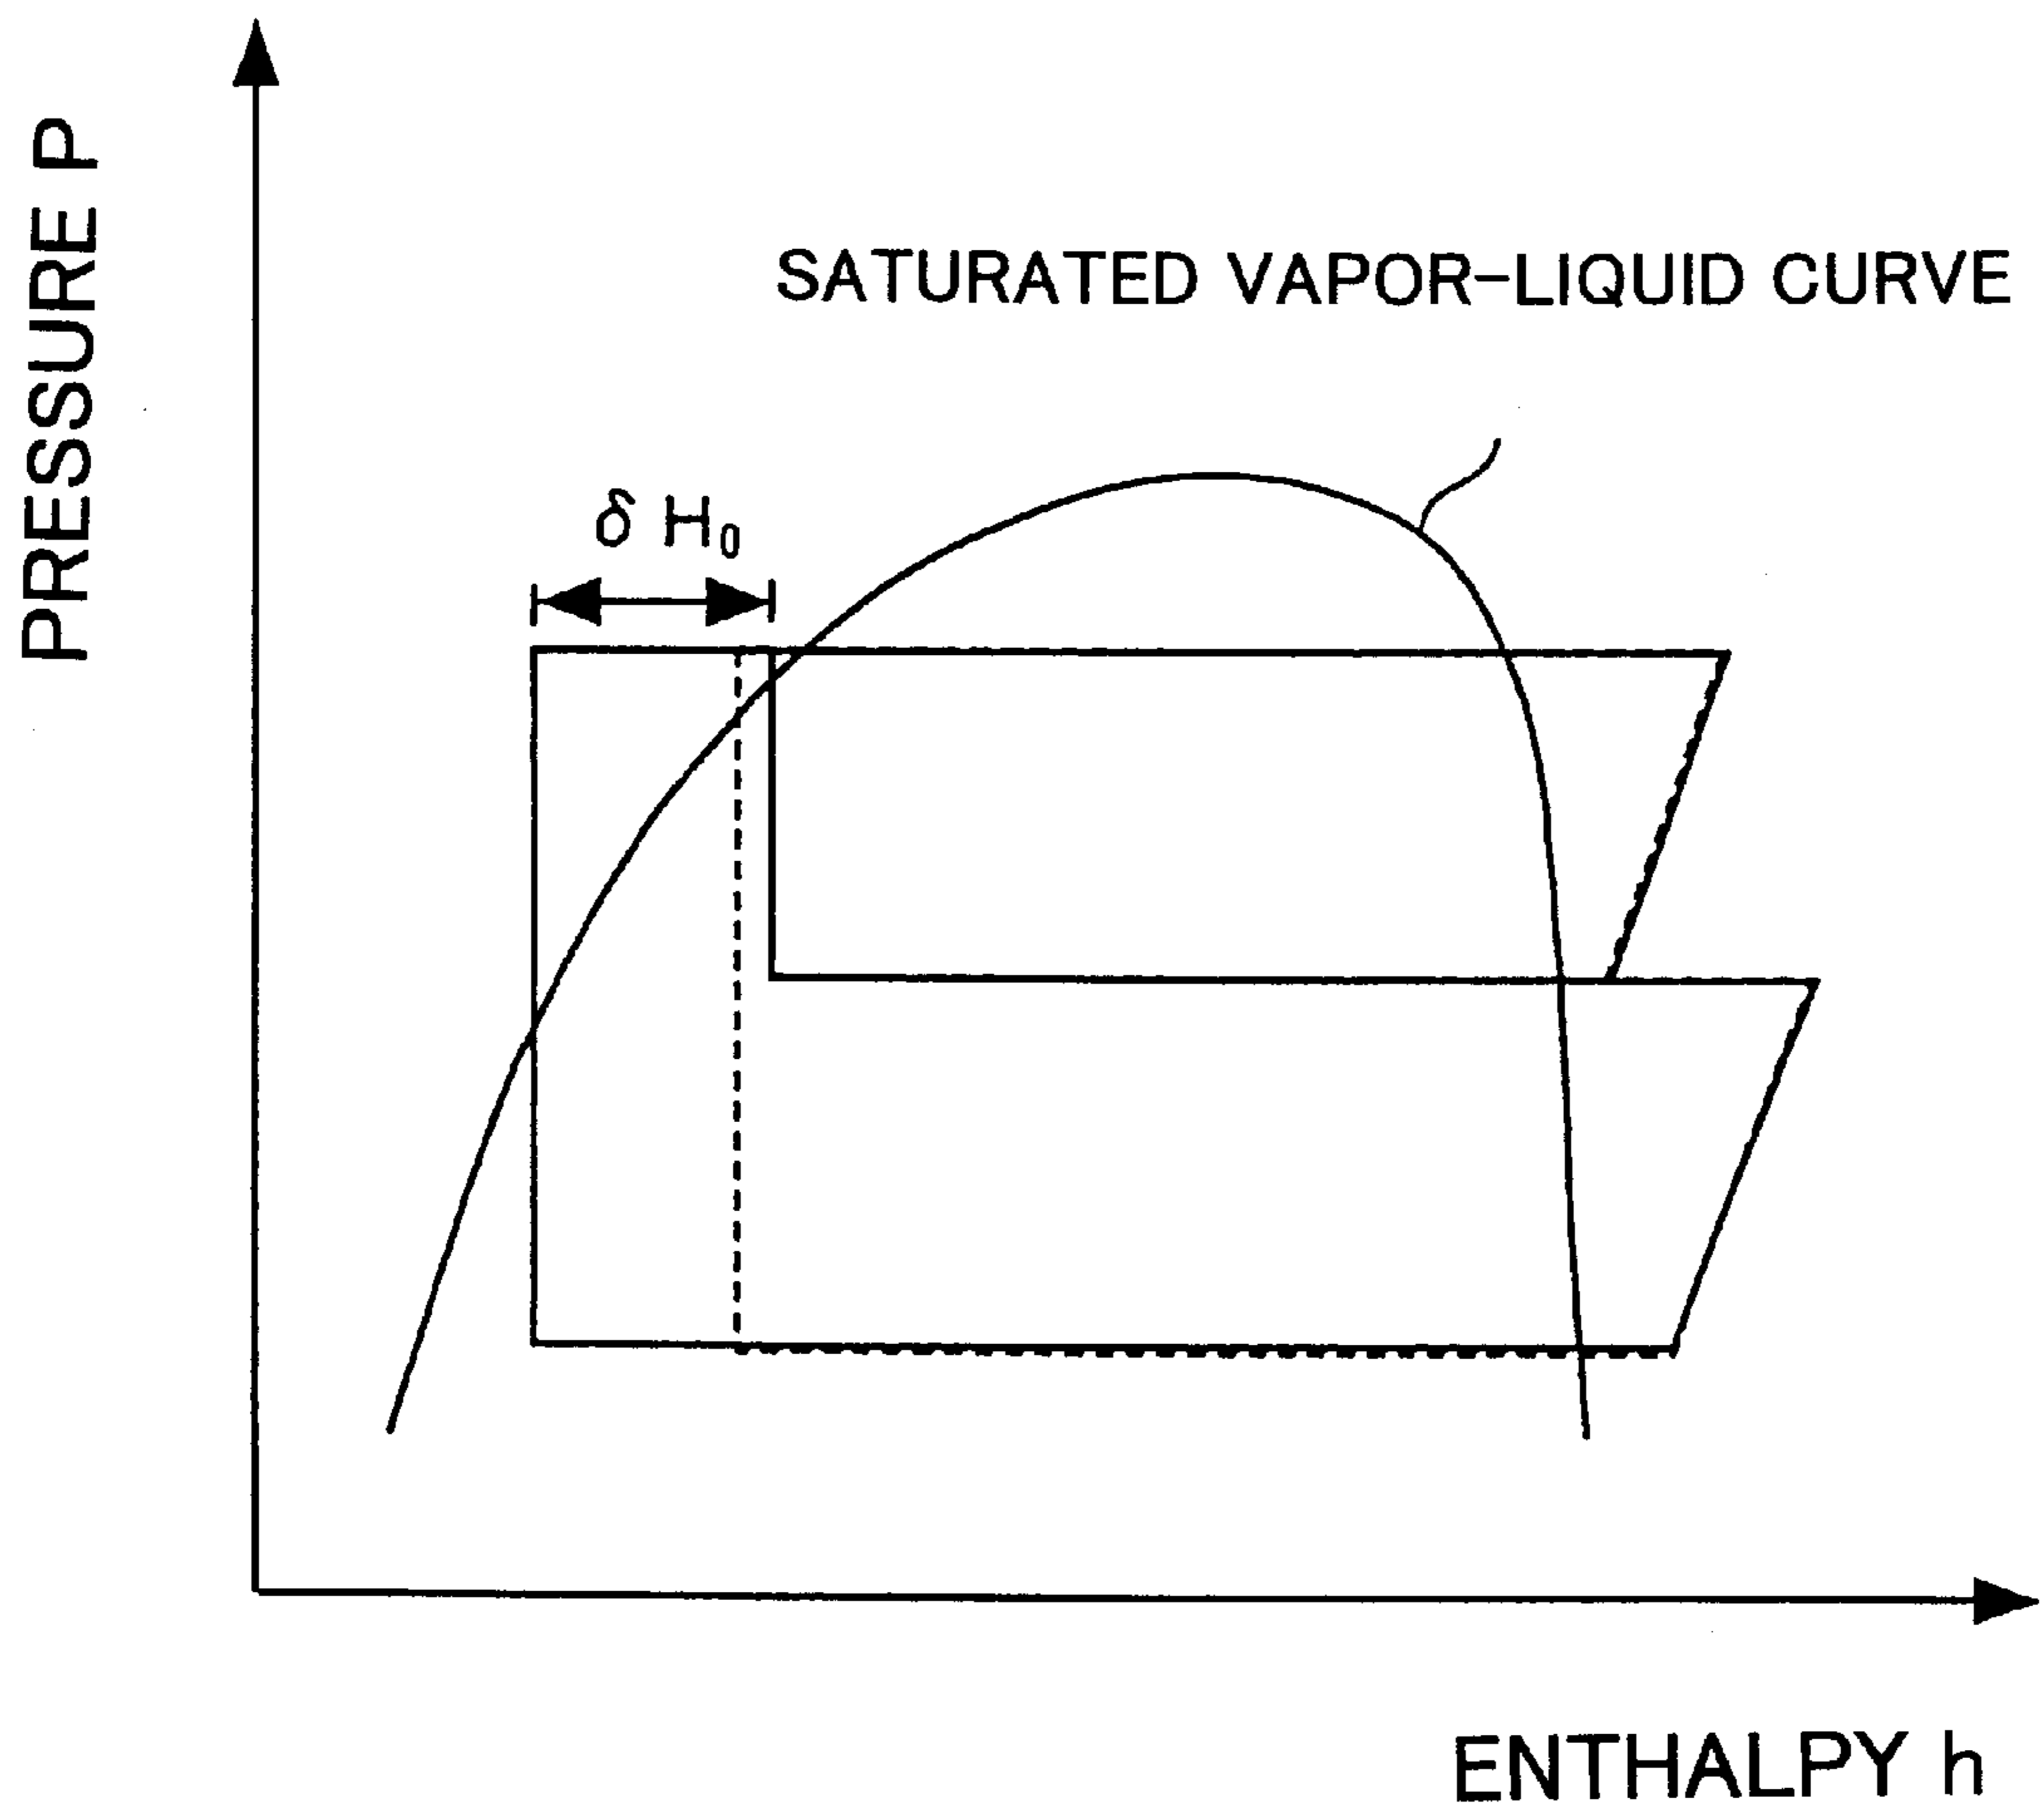 PRESSURE P
SATURATED VAPOR-LIQUID CURVE
δ H₀
ENTHALPY h